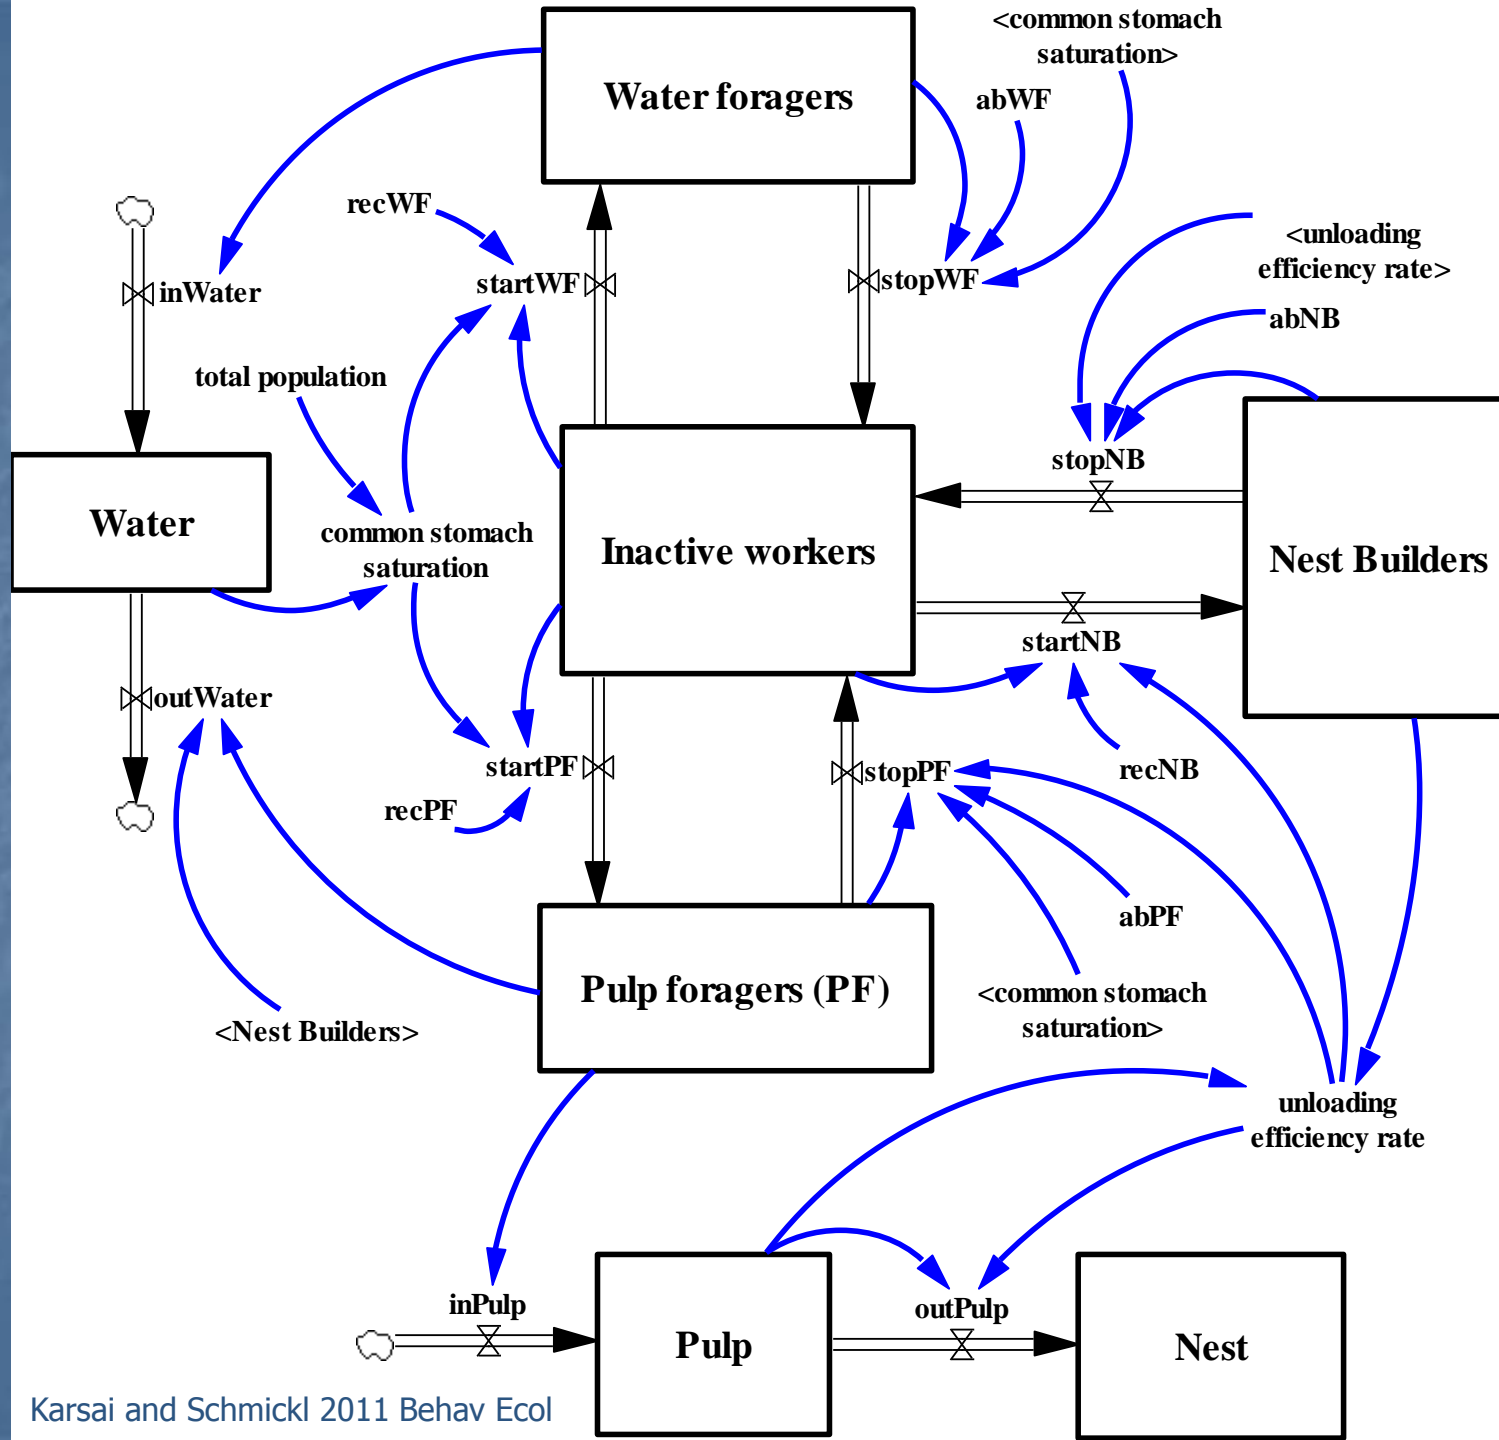 <common stomach
saturation>
Water foragers
abWF
recWF
<unloading
efficiency rate>
startWF
stopWF
inWater
abNB
total population
stopNB
Water
common stomach
saturation
Inactive workers
Nest Builders
startNB
outWater
startPF
stopPF
recNB
recPF
abPF
Pulp foragers (PF)
<common stomach
saturation>
<Nest Builders>
unloading
efficiency rate
inPulp
outPulp
Pulp
Nest
Karsai and Schmickl 2011 Behav Ecol